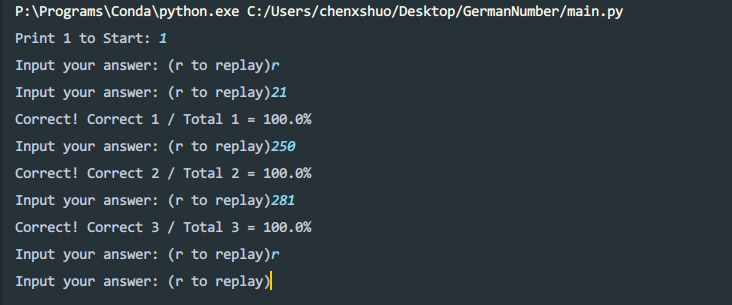 P:\Programs\Conda\python.exe C:/Users/chenxshuo/Desktop/GermanNumber/main.py
Print 1 to Start: 1
Input your answer: (r to replay)r
Input your answer: (r to replay)21
Correct! Correct 1 / Total 1 = 100.0%
Input your answer: (r to replay)250
Correct! Correct 2 / Total 2 = 100.0%
Input your answer: (r to replay)281
Correct! Correct 3 / Total 3 = 100.0%
Input your answer: (r to replay)r
Input your answer: (r to replay)